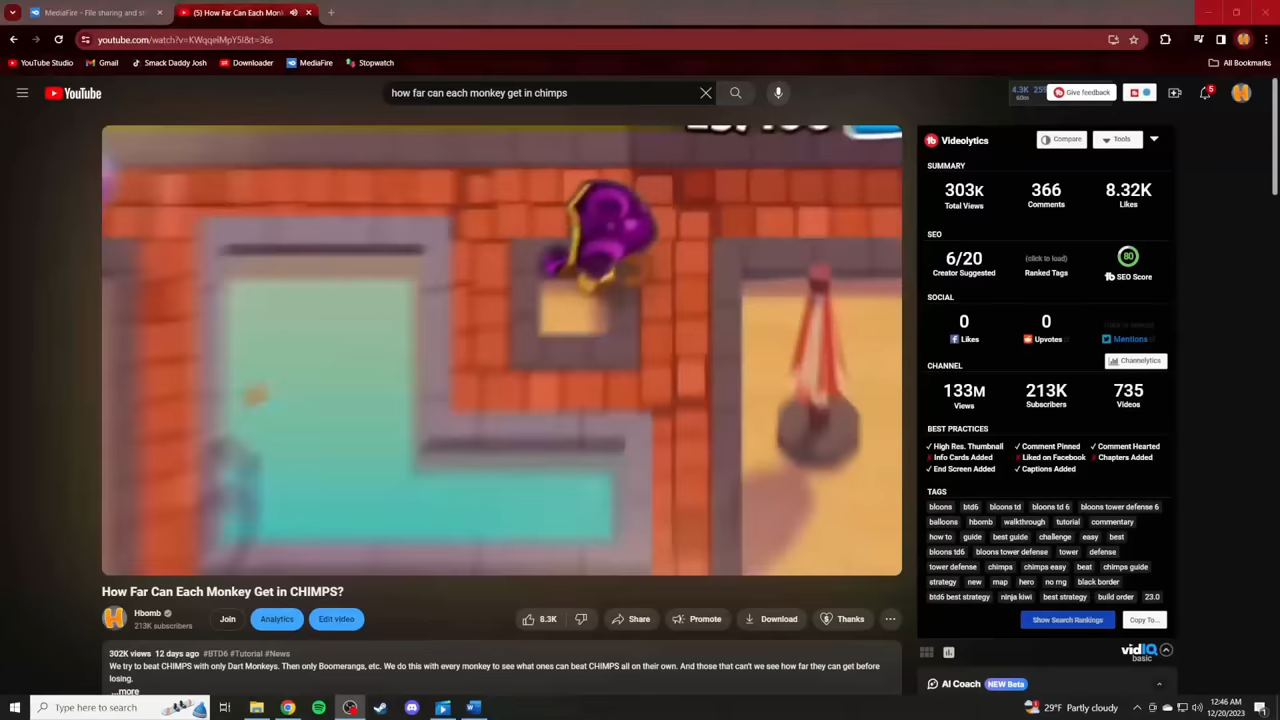 MediaFire - File sharing and st
(5) How Far Can Each Monk
youtube.com/watch?v=KWqqeiMpY5I&t=36s
YouTube Studio
Gmail
Smack Daddy Josh
Downloader
MediaFire
Stopwatch
All Bookmarks
YouTube
how far can each monkey get in chimps
4.3K 259
60m
Give feedback
5
Videolytics
Compare
Tools
SUMMARY
303K 366 8.32K
Total Views Comments Likes
SEO
6/20 (click to load) 80
Creator Suggested Ranked Tags SEO Score
SOCIAL
0 0
Likes Upvotes Mentions
Channelytics
CHANNEL
133M 213K 735
Views Subscribers Videos
BEST PRACTICES
✓ High Res. Thumbnail ✓ Comment Pinned ✓ Comment Hearted
✗ Info Cards Added ✗ Liked on Facebook ✗ Chapters Added
✓ End Screen Added ✓ Captions Added
TAGS
bloons btd6 bloons td bloons td 6 bloons tower defense 6
balloons hbomb walkthrough tutorial commentary
how to guide best guide challenge easy best
bloons td6 bloons tower defense tower defense
tower defense chimps chimps easy beat chimps guide
strategy new map hero no mg black border
btd6 best strategy ninja kiwi best strategy build order 23.0
Show Search Rankings
Copy To...
vidIQ
basic
AI Coach NEW Beta
How Far Can Each Monkey Get in CHIMPS?
Hbomb
213K subscribers
Join
Analytics
Edit video
8.3K
Share
Promote
Download
Thanks
302K views 12 days ago #BTD6 #Tutorial #News
We try to beat CHIMPS with only Dart Monkeys. Then only Boomerangs, etc. We do this with every monkey to see what ones can beat CHIMPS all on their own. And those that can't we see how far they can get before
losing.
...more
Type here to search
29°F Partly cloudy
12:46 AM
12/20/2023
1